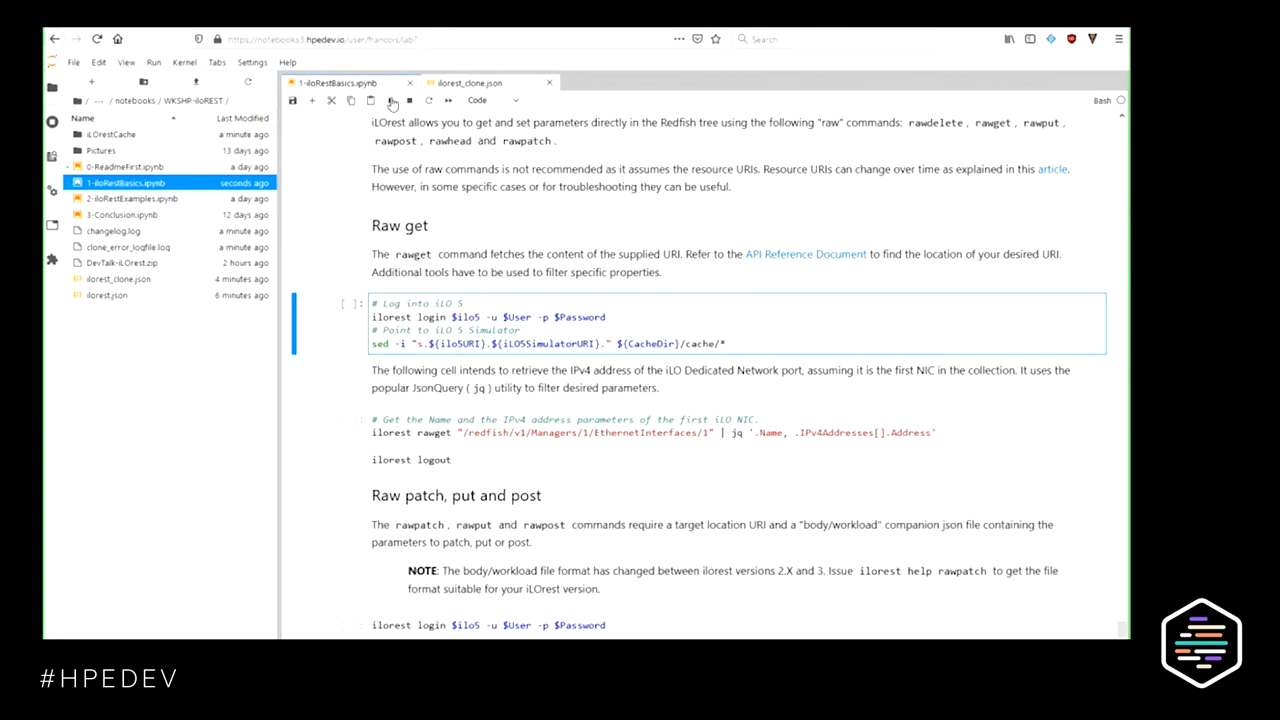 https://notebooks3.hpedev.io/user/francois/lab?
Search
File Edit View Run Kernel Tabs Settings Help
/ ··· / notebooks / WKSHP-iloREST /
Name Last Modified
iLOrestCache a minute ago
Pictures 13 days ago
0-ReadmeFirst.ipynb a day ago
1-iloRestBasics.ipynb seconds ago
2-iloRestExamples.ipynb a day ago
3-Conclusion.ipynb 12 days ago
changelog.log a minute ago
clone_error_logfile.log a minute ago
DevTalk-iLOrest.zip 2 hours ago
ilorest_clone.json 4 minutes ago
ilorest.json 6 minutes ago
1-iloRestBasics.ipynb ilorest_clone.json
Code Bash
iLOrest allows you to get and set parameters directly in the Redfish tree using the following "raw" commands: rawdelete, rawget, rawput,
rawpost, rawhead and rawpatch.
The use of raw commands is not recommended as it assumes the resource URIs. Resource URIs can change over time as explained in this article.
However, in some specific cases or for troubleshooting they can be useful.
Raw get
The rawget command fetches the content of the supplied URI. Refer to the API Reference Document to find the location of your desired URI.
Additional tools have to be used to filter specific properties.
[ ]: # Log into iLO 5
ilorest login $ilo5 -u $User -p $Password
# Point to iLO 5 Simulator
sed -i "s.${ilo5URI}.${iLO5SimulatorURI}." ${CacheDir}/cache/*
The following cell intends to retrieve the IPv4 address of the iLO Dedicated Network port, assuming it is the first NIC in the collection. It uses the
popular JsonQuery ( jq ) utility to filter desired parameters.
# Get the Name and the IPv4 address parameters of the first iLO NIC.
ilorest rawget "/redfish/v1/Managers/1/EthernetInterfaces/1" | jq '.Name, .IPv4Addresses[].Address'
ilorest logout
Raw patch, put and post
The rawpatch, rawput and rawpost commands require a target location URI and a "body/workload" companion json file containing the
parameters to patch, put or post.
NOTE: The body/workload file format has changed between ilorest versions 2.X and 3. Issue ilorest help rawpatch to get the file
format suitable for your iLOrest version.
ilorest login $ilo5 -u $User -p $Password
#HPEDEV